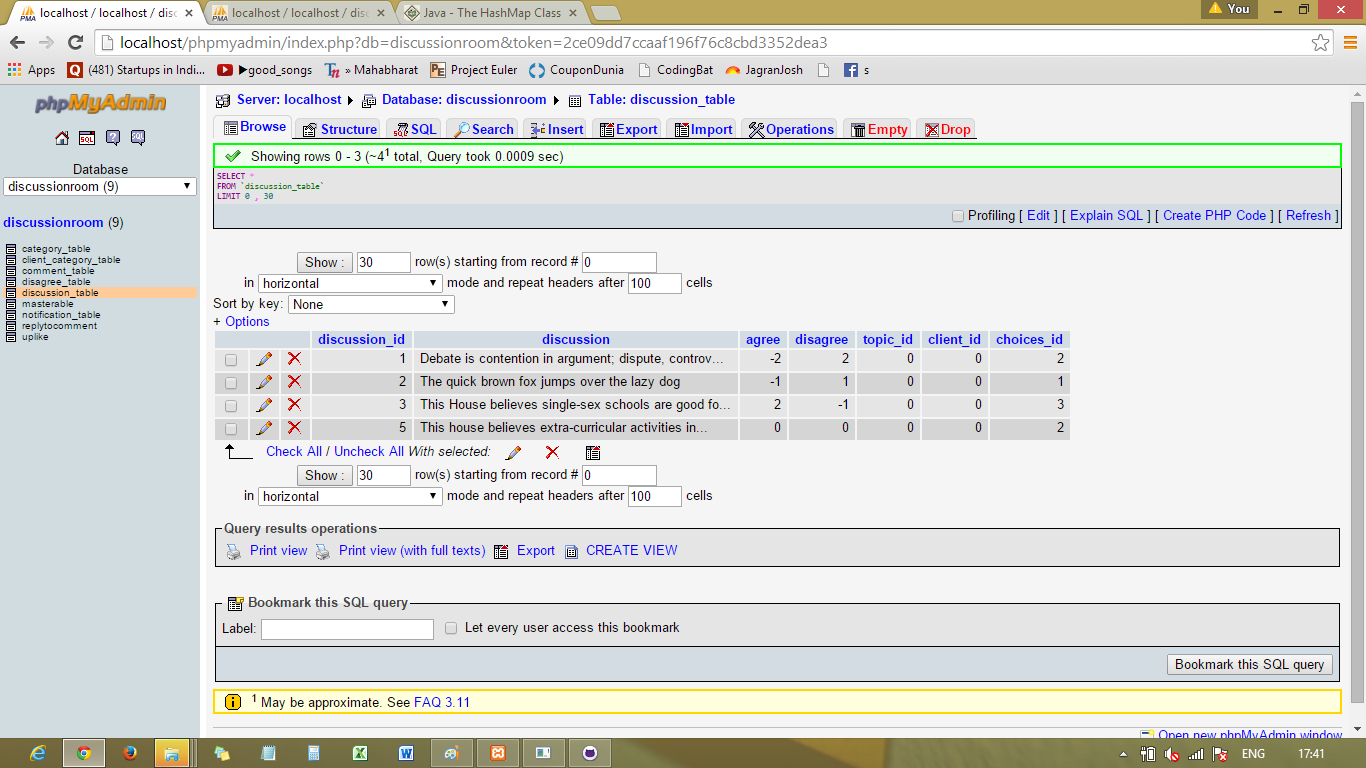 localhost / localhost / disc
localhost / localhost / disc
Java - The HashMap Class
You
localhost/phpmyadmin/index.php?db=discussionroom&token=2ce09dd7ccaaf196f76c8cbd3352dea3
Apps (481) Startups in Indi... ▶good_songs » Mahabharat Project Euler CouponDunia CodingBat JagranJosh s
phpMyAdmin
Database
discussionroom (9)
discussionroom (9)
category_table
client_category_table
comment_table
disagree_table
discussion_table
masterable
notification_table
replytocomment
uplike
Server: localhost Database: discussionroom Table: discussion_table
Browse Structure SQL Search Insert Export Import Operations Empty Drop
Showing rows 0 - 3 (~4¹ total, Query took 0.0009 sec)
SELECT *
FROM `discussion_table`
LIMIT 0 , 30
Profiling [ Edit ] [ Explain SQL ] [ Create PHP Code ] [ Refresh ]
Show : 30 row(s) starting from record # 0
in horizontal mode and repeat headers after 100 cells
Sort by key: None
+ Options
discussion_id discussion agree disagree topic_id client_id choices_id
1 Debate is contention in argument; dispute, controv... -2 2 0 0 2
2 The quick brown fox jumps over the lazy dog -1 1 0 0 1
3 This House believes single-sex schools are good fo... 2 -1 0 0 3
5 This house believes extra-curricular activities in... 0 0 0 0 2
Check All / Uncheck All With selected:
Show : 30 row(s) starting from record # 0
in horizontal mode and repeat headers after 100 cells
Query results operations
Print view Print view (with full texts) Export CREATE VIEW
Bookmark this SQL query
Label: Let every user access this bookmark
Bookmark this SQL query
¹ May be approximate. See FAQ 3.11
Open new phpMyAdmin window
ENG 17:41